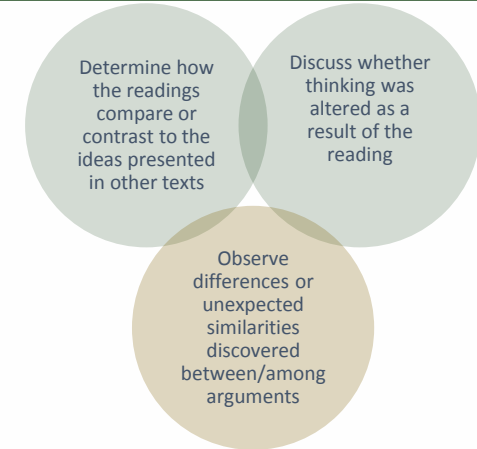 Determine how
the readings
compare or
contrast to the
ideas presented
in other texts
Discuss whether
thinking was
altered as a
result of the
reading
Observe
differences or
unexpected
similarities
discovered
between/among
arguments